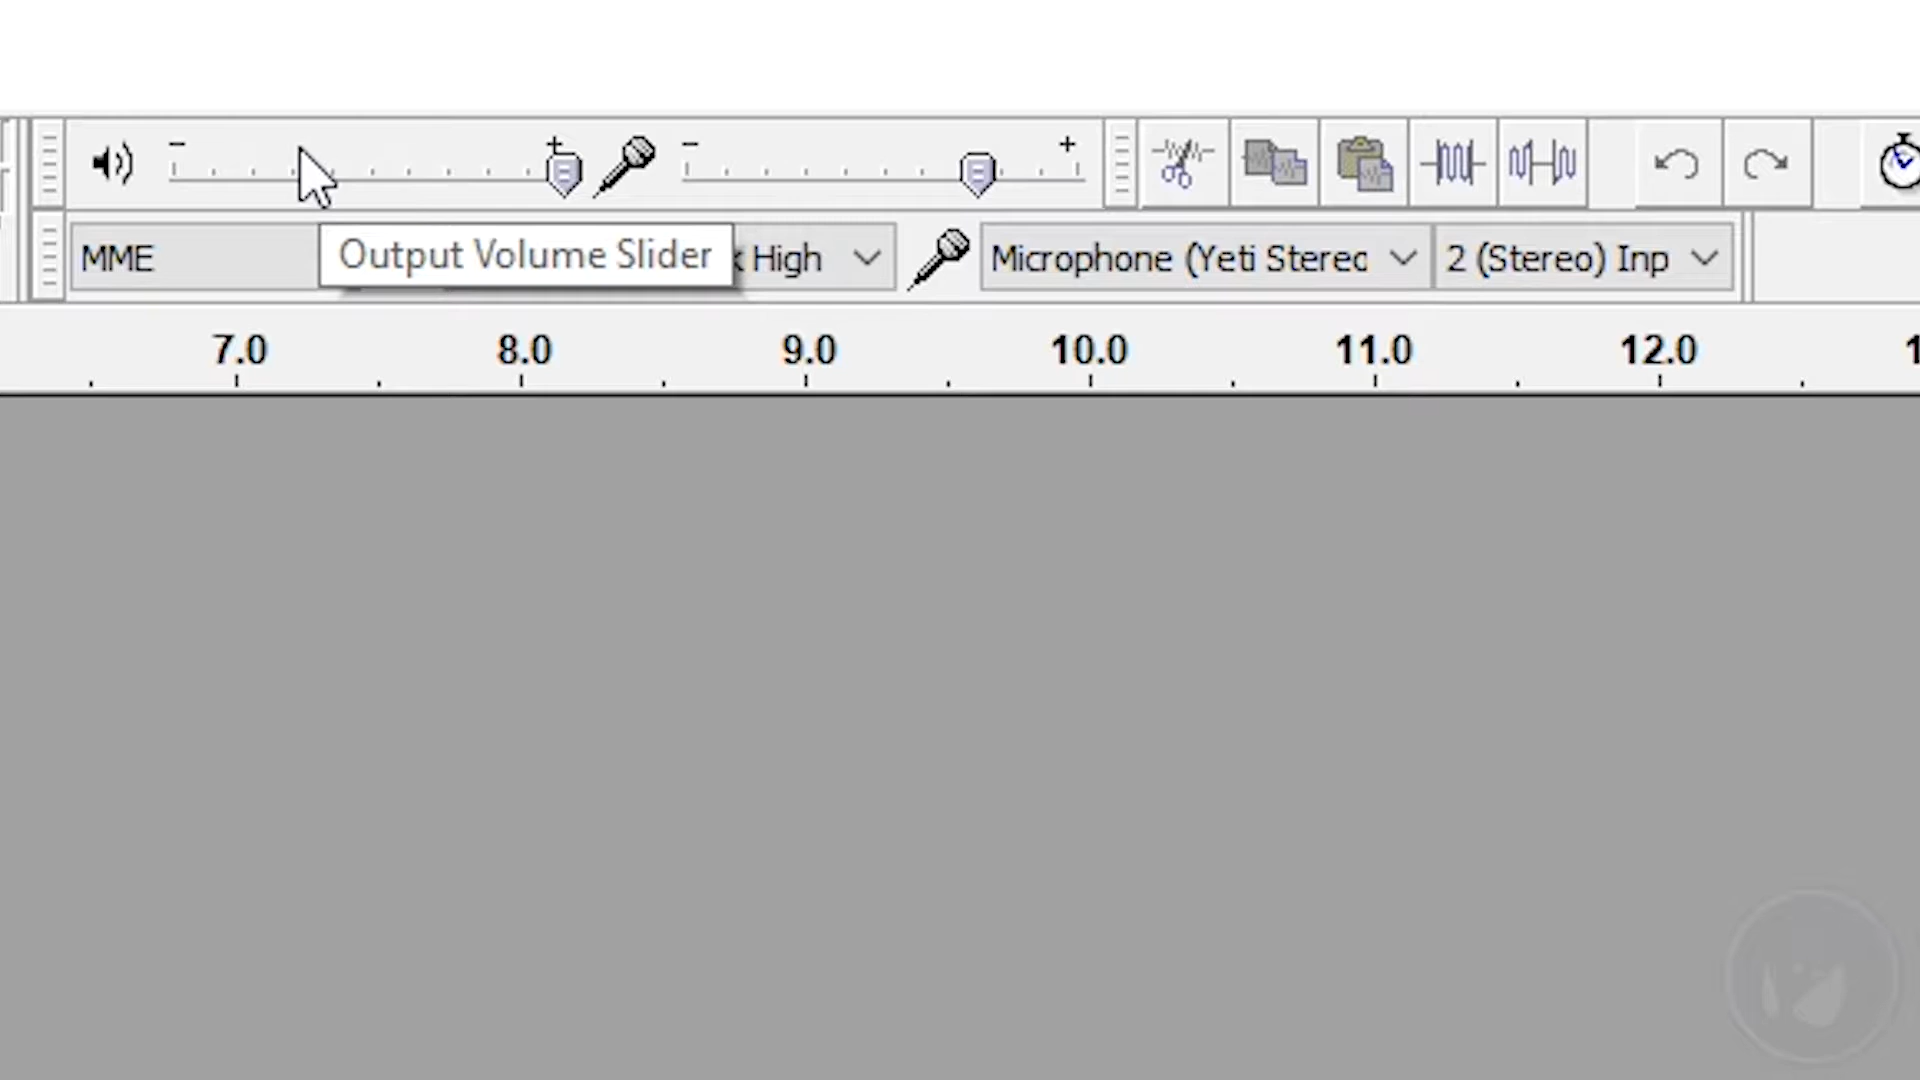 - + - +
MME Output Volume Slider High Microphone (Yeti Sterec 2 (Stereo) Inp
7.0 8.0 9.0 10.0 11.0 12.0